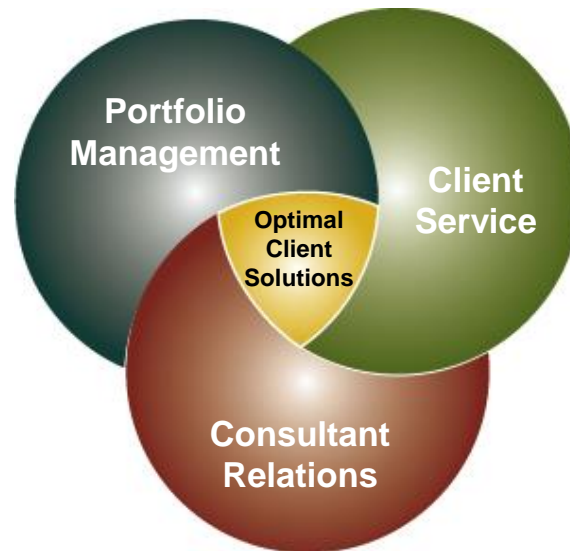 Portfolio
Management
Client
Service
Optimal
Client
Solutions
Consultant
Relations